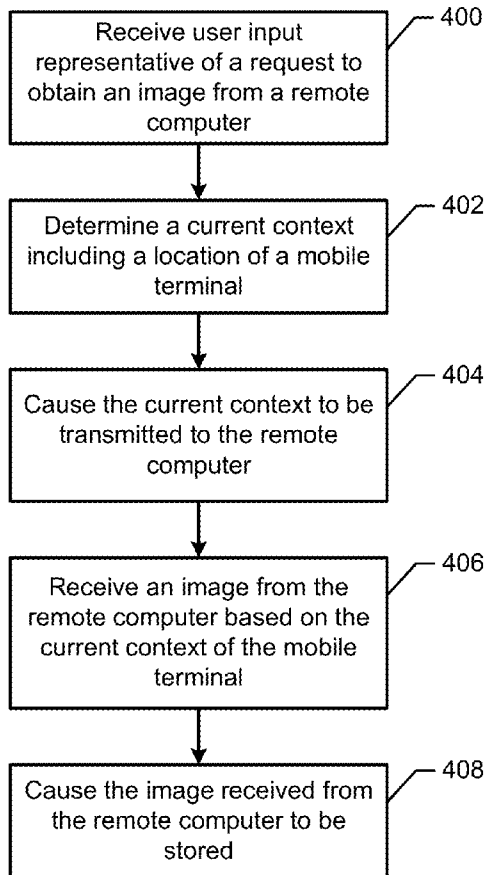 Receive user input
representative of a request to
obtain an image from a remote
computer
400
Determine a current context
including a location of a mobile
terminal
402
Cause the current context to be
transmitted to the remote
computer
404
Receive an image from the
remote computer based on the
current context of the mobile
terminal
406
Cause the image received from
the remote computer to be
stored
408